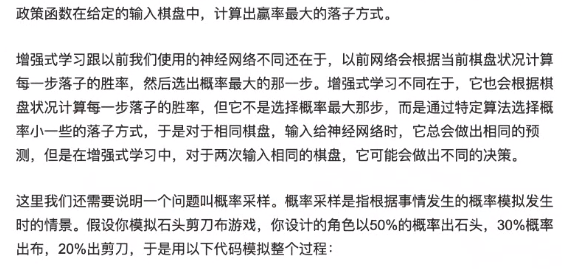 政策函数在给定的输入棋盘中，计算出赢率最大的落子方式。
增强式学习跟以前我们使用的神经网络不同还在于，以前网络会根据当前棋盘状况计算
每一步落子的胜率，然后选出概率最大的那一步。增强式学习不同在于，它也会根据棋
盘状况计算每一步落子的胜率，但它不是选择概率最大那步，而是通过特定算法选择概
率小一些的落子方式，于是对于相同棋盘，输入给神经网络时，它总会做出相同的预
测，但是在增强式学习中，对于两次输入相同的棋盘，它可能会做出不同的决策。
这里我们还需要说明一个问题叫概率采样。概率采样是指根据事情发生的概率模拟发生
时的情景。假设你模拟石头剪刀布游戏，你设计的角色以50%的概率出石头，30%概率
出布，20%出剪刀，于是用以下代码模拟整个过程：